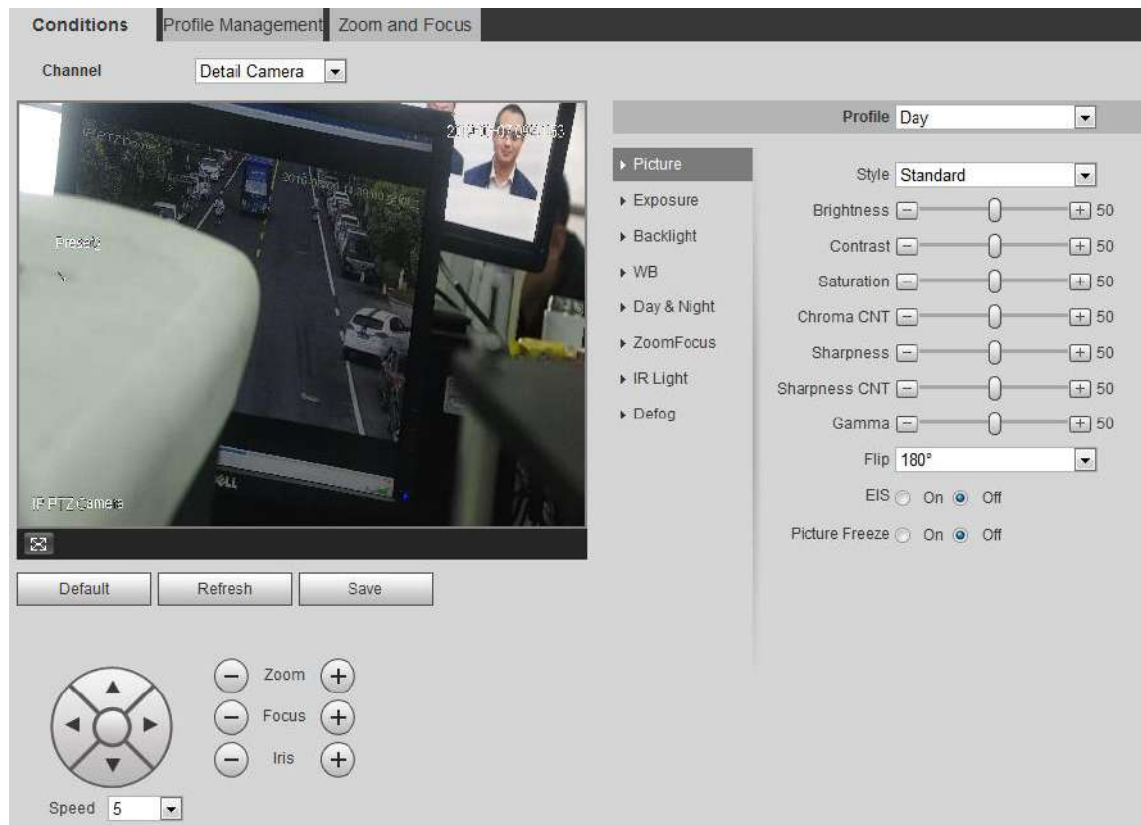 Conditions Profile Management Zoom and Focus
Channel Detail Camera
Profile Day
Picture
Exposure
Backlight
WB
Day & Night
ZoomFocus
IR Light
Defog
Style Standard
Brightness 50
Contrast 50
Saturation 50
Chroma CNT 50
Sharpness 50
Sharpness CNT 50
Gamma 50
Flip 180°
EIS On Off
Picture Freeze On Off
IP PTZ Camera
Default Refresh Save
Zoom
Focus
Iris
Speed 5